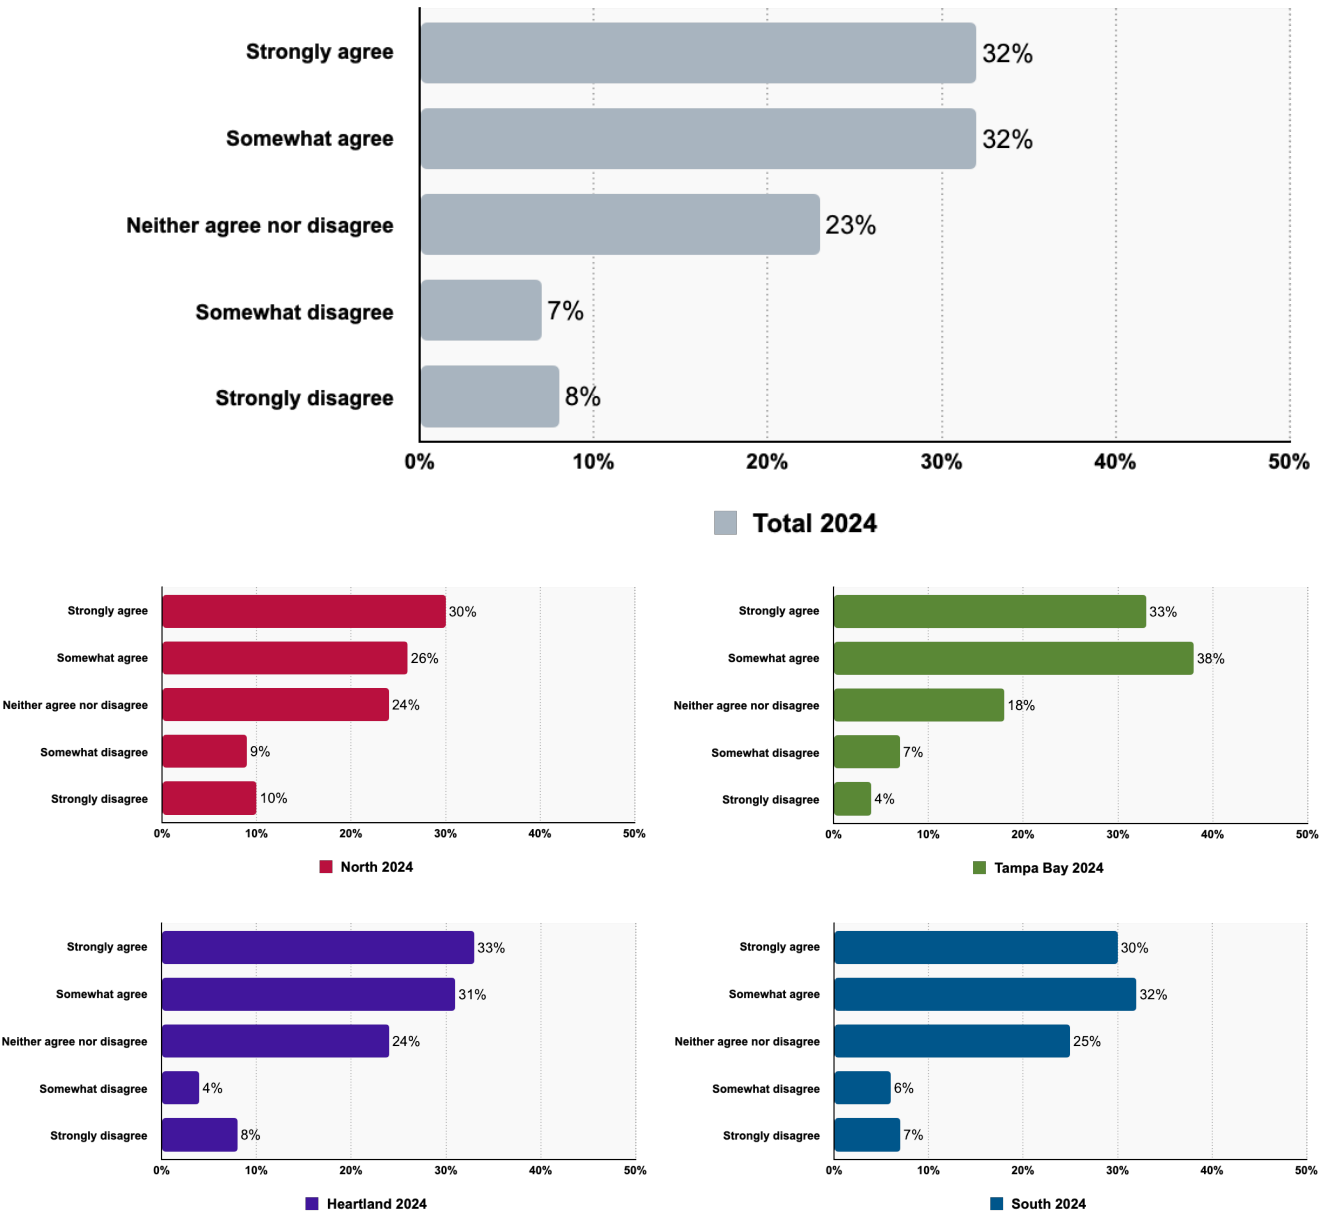 Strongly agree 32%
Somewhat agree 32%
Neither agree nor disagree 23%
Somewhat disagree 7%
Strongly disagree 8%
0% 10% 20% 30% 40% 50%
Total 2024
Strongly agree 30%
Somewhat agree 26%
Neither agree nor disagree 24%
Somewhat disagree 9%
Strongly disagree 10%
0% 10% 20% 30% 40% 50%
North 2024
Strongly agree 33%
Somewhat agree 38%
Neither agree nor disagree 18%
Somewhat disagree 7%
Strongly disagree 4%
0% 10% 20% 30% 40% 50%
Tampa Bay 2024
Strongly agree 33%
Somewhat agree 31%
Neither agree nor disagree 24%
Somewhat disagree 4%
Strongly disagree 8%
0% 10% 20% 30% 40% 50%
Heartland 2024
Strongly agree 30%
Somewhat agree 32%
Neither agree nor disagree 25%
Somewhat disagree 6%
Strongly disagree 7%
0% 10% 20% 30% 40% 50%
South 2024